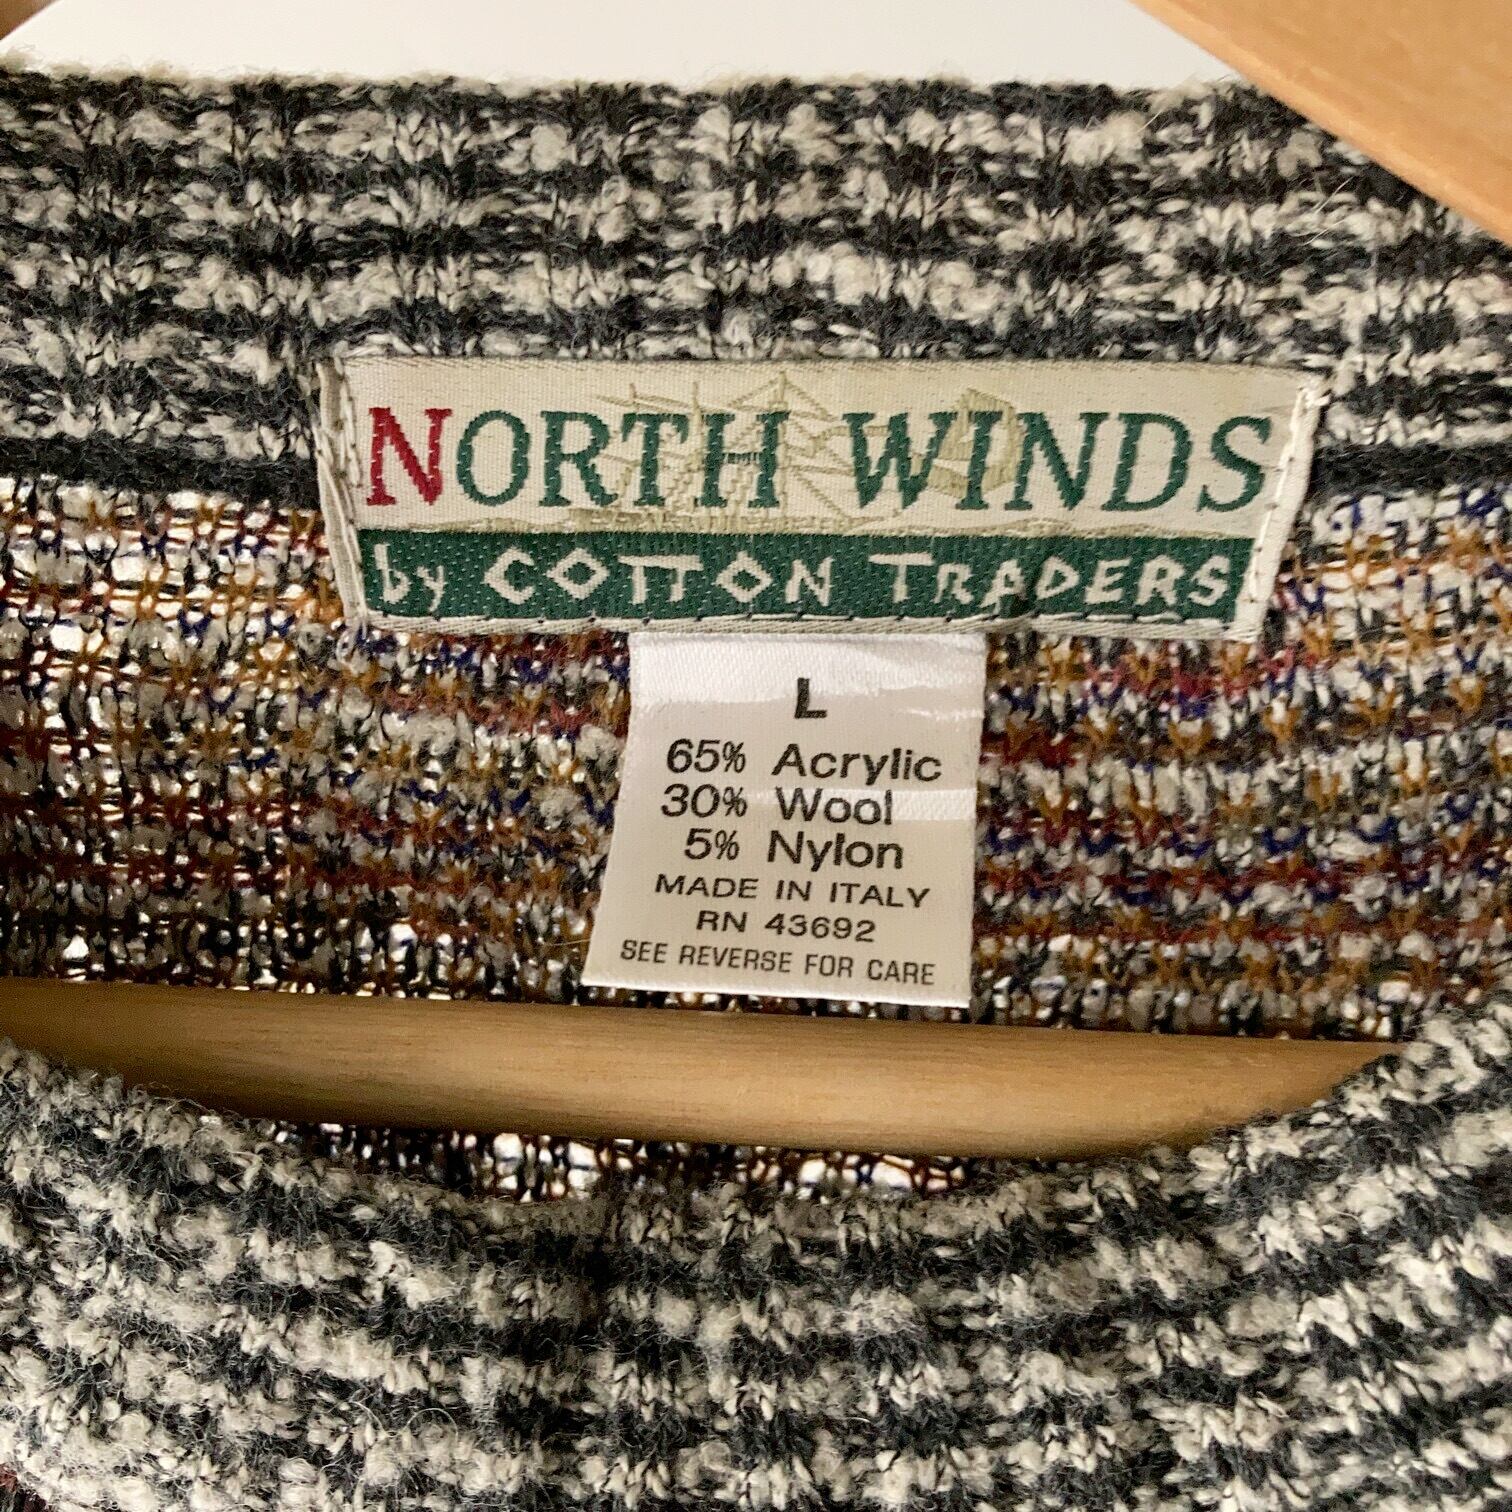 NORTH WINDS
by COTTON TRADERS
L
65% Acrylic
30% Wool
5% Nylon
MADE IN ITALY
RN 43692
SEE REVERSE FOR CARE